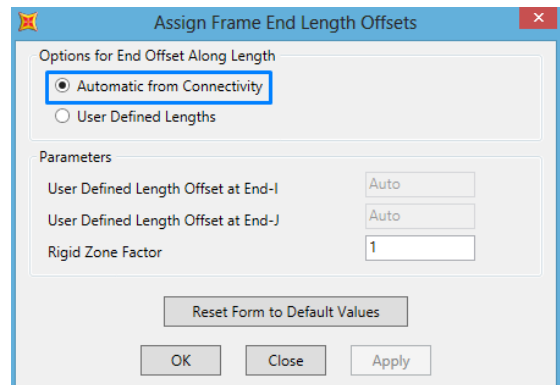 Assign Frame End Length Offsets
Options for End Offset Along Length
Automatic from Connectivity
User Defined Lengths
Parameters
User Defined Length Offset at End-I Auto
User Defined Length Offset at End-J Auto
Rigid Zone Factor 1
Reset Form to Default Values
OK Close Apply